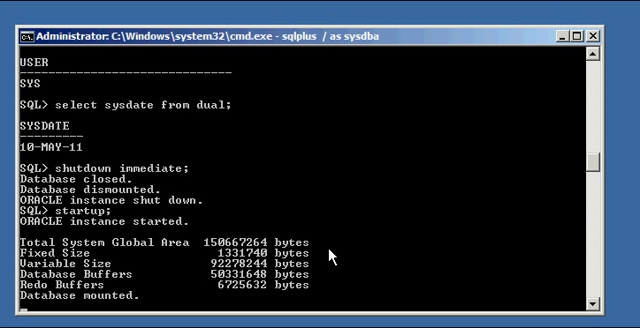 Administrator: C:\Windows\system32\cmd.exe - sqlplus / as sysdba
USER
------------------------------
SYS
SQL> select sysdate from dual;
SYSDATE
---------
10-MAY-11
SQL> shutdown immediate;
Database closed.
Database dismounted.
ORACLE instance shut down.
SQL> startup;
ORACLE instance started.
Total System Global Area  150667264 bytes
Fixed Size                  1331740 bytes
Variable Size              92278244 bytes
Database Buffers           50331648 bytes
Redo Buffers                6725632 bytes
Database mounted.